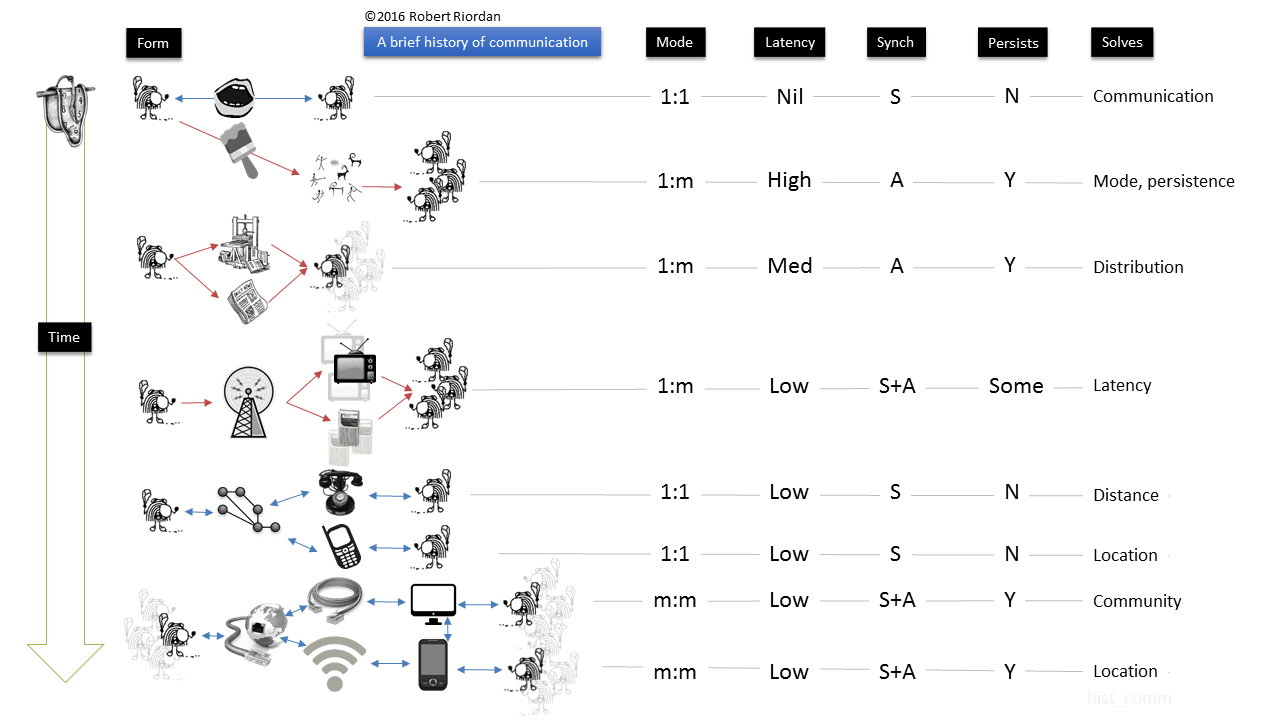 ©2016 Robert Riordan
Form A brief history of communication Mode Latency Synch Persists Solves
1:1 Nil S N Communication
1:m High A Y Mode, persistence
1:m Med A Y Distribution
Time
1:m Low S+A Some Latency
1:1 Low S N Distance
1:1 Low S N Location
m:m Low S+A Y Community
m:m Low S+A Y Location
hist_comm